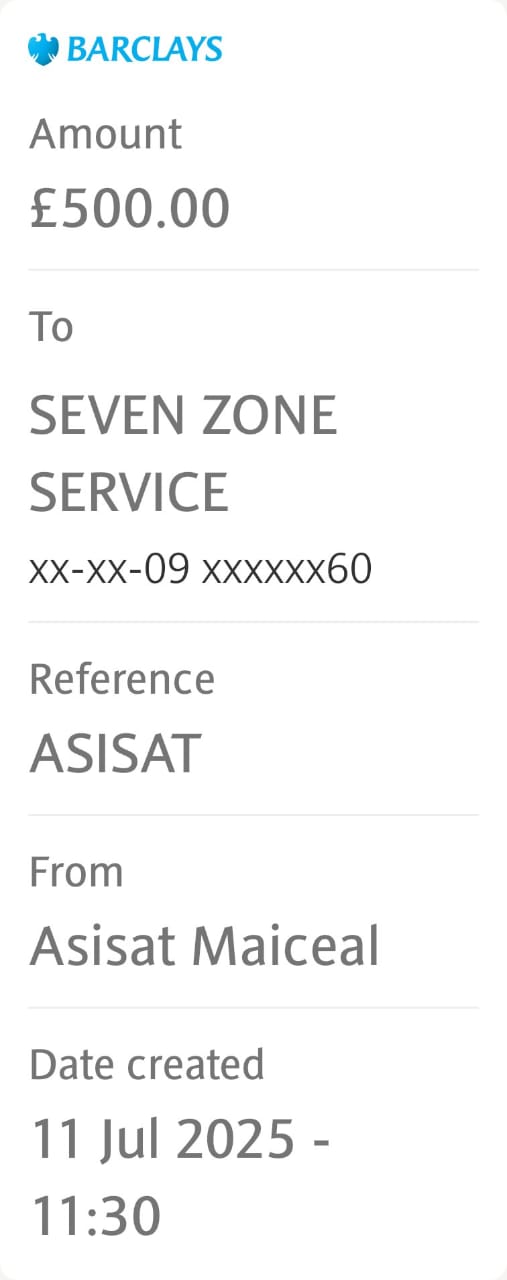 BARCLAYS
Amount
£500.00
To
SEVEN ZONE
SERVICE
xx-xx-09 xxxxxx60
Reference
ASISAT
From
Asisat Maiceal
Date created
11 Jul 2025 -
11:30